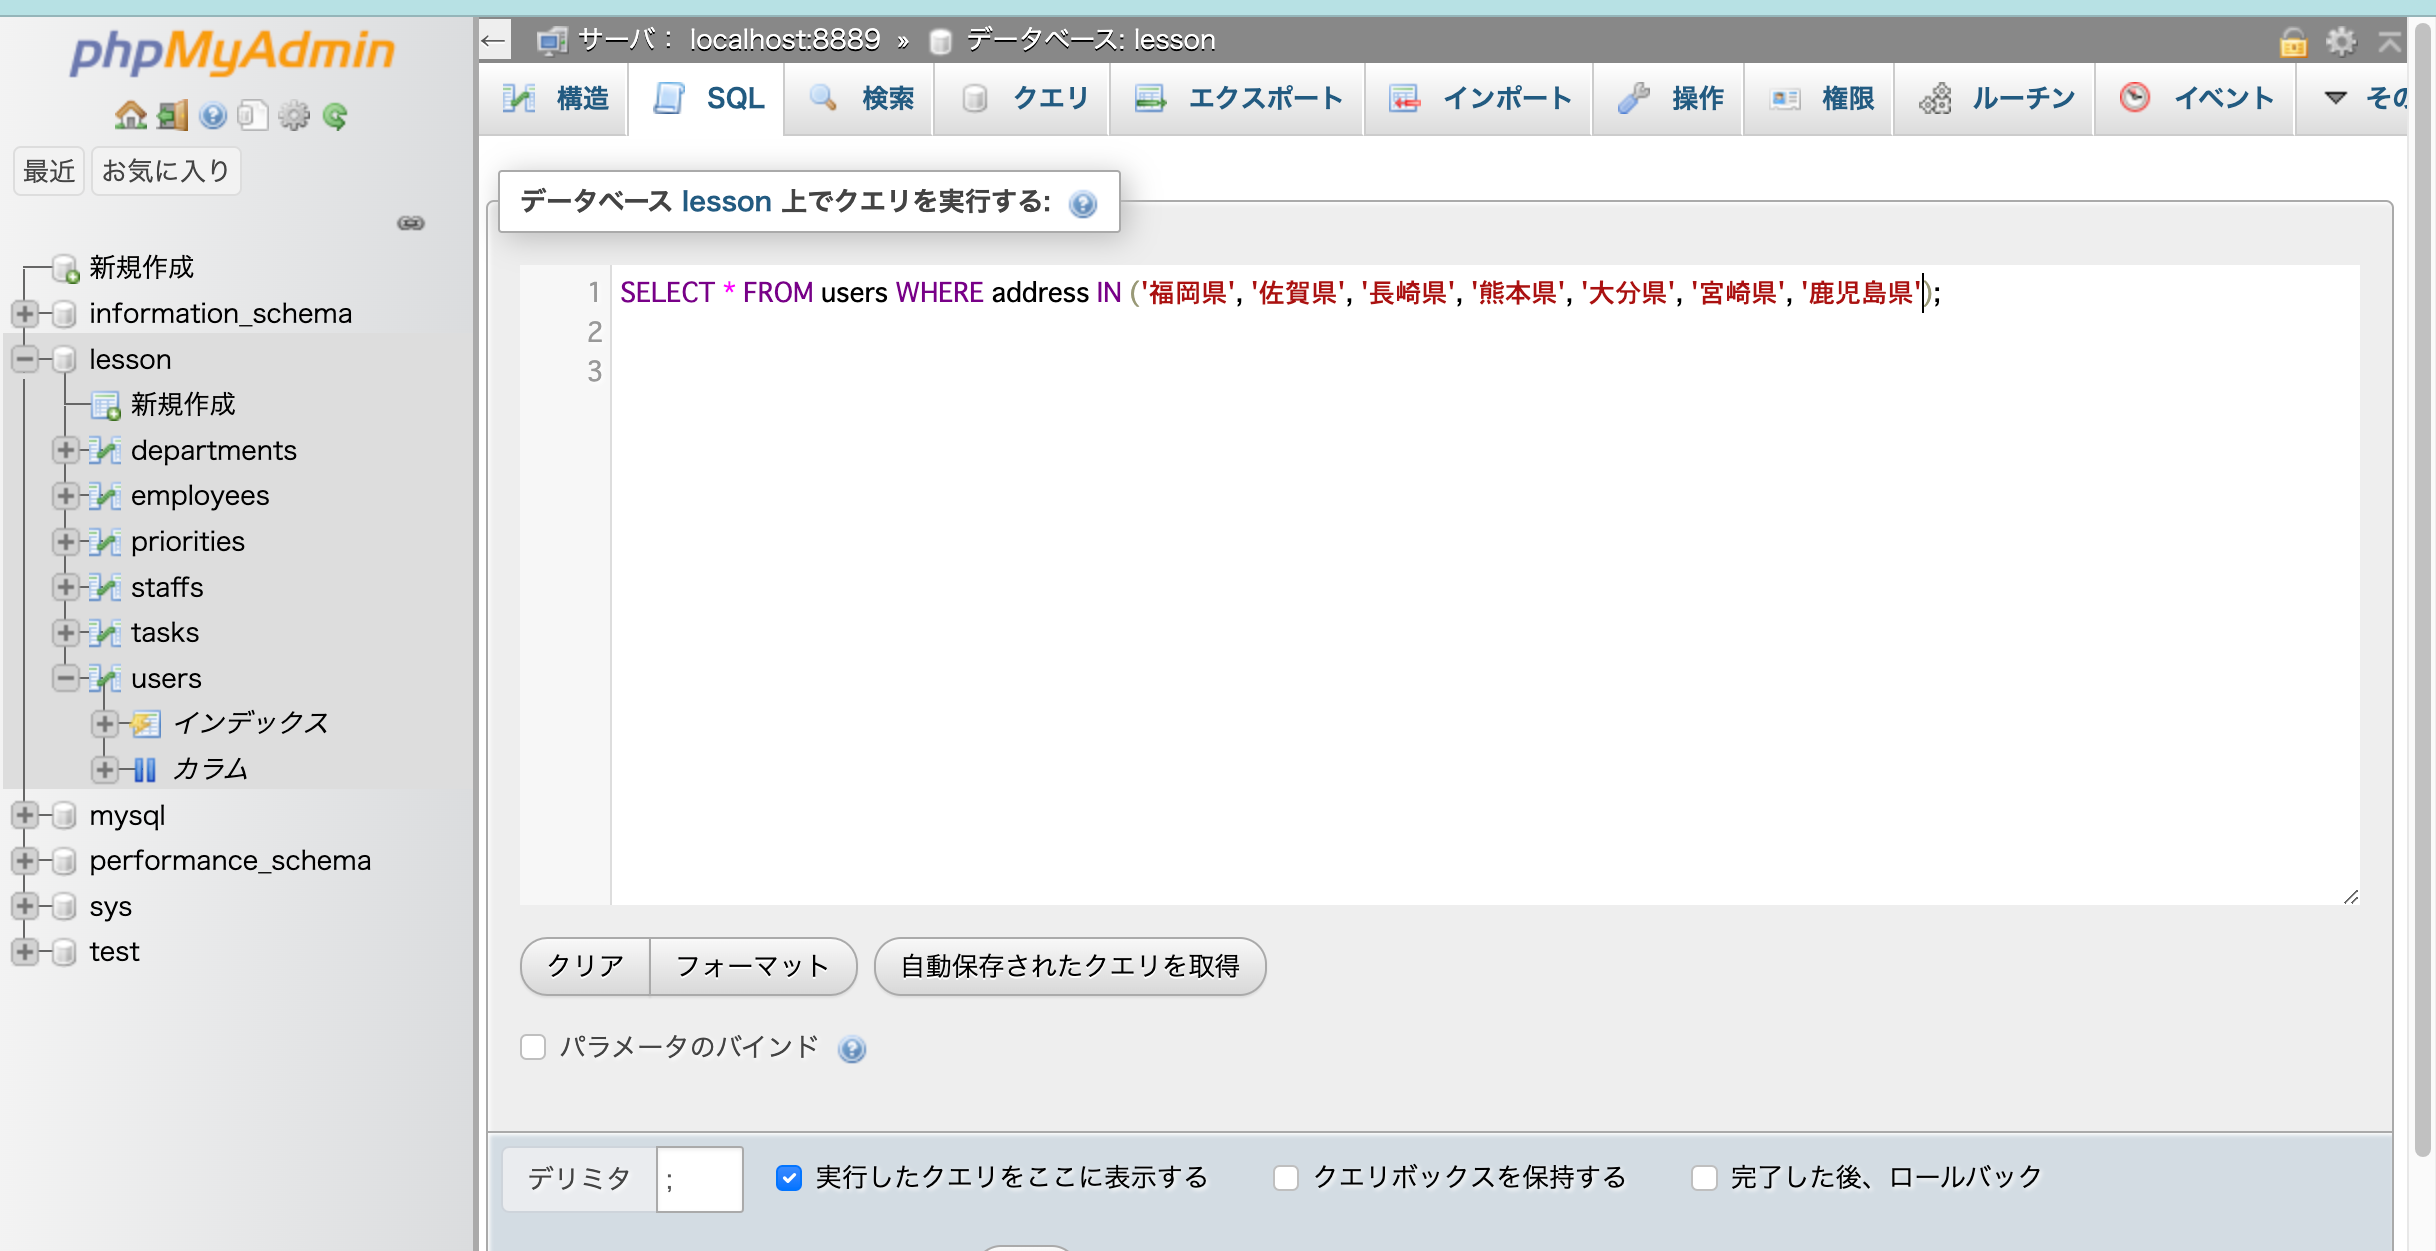 phpMyAdmin
最近 お気に入り
新規作成
information_schema
lesson
新規作成
departments
employees
priorities
staffs
tasks
users
インデックス
カラム
mysql
performance_schema
sys
test
← サーバ： localhost:8889 » データベース: lesson
構造 SQL 検索 クエリ エクスポート インポート 操作 権限 ルーチン イベント
データベース lesson 上でクエリを実行する:
1 SELECT * FROM users WHERE address IN ('福岡県', '佐賀県', '長崎県', '熊本県', '大分県', '宮崎県', '鹿児島県');
2
3
クリア フォーマット 自動保存されたクエリを取得
パラメータのバインド
デリミタ ; 実行したクエリをここに表示する クエリボックスを保持する 完了した後、ロールバック